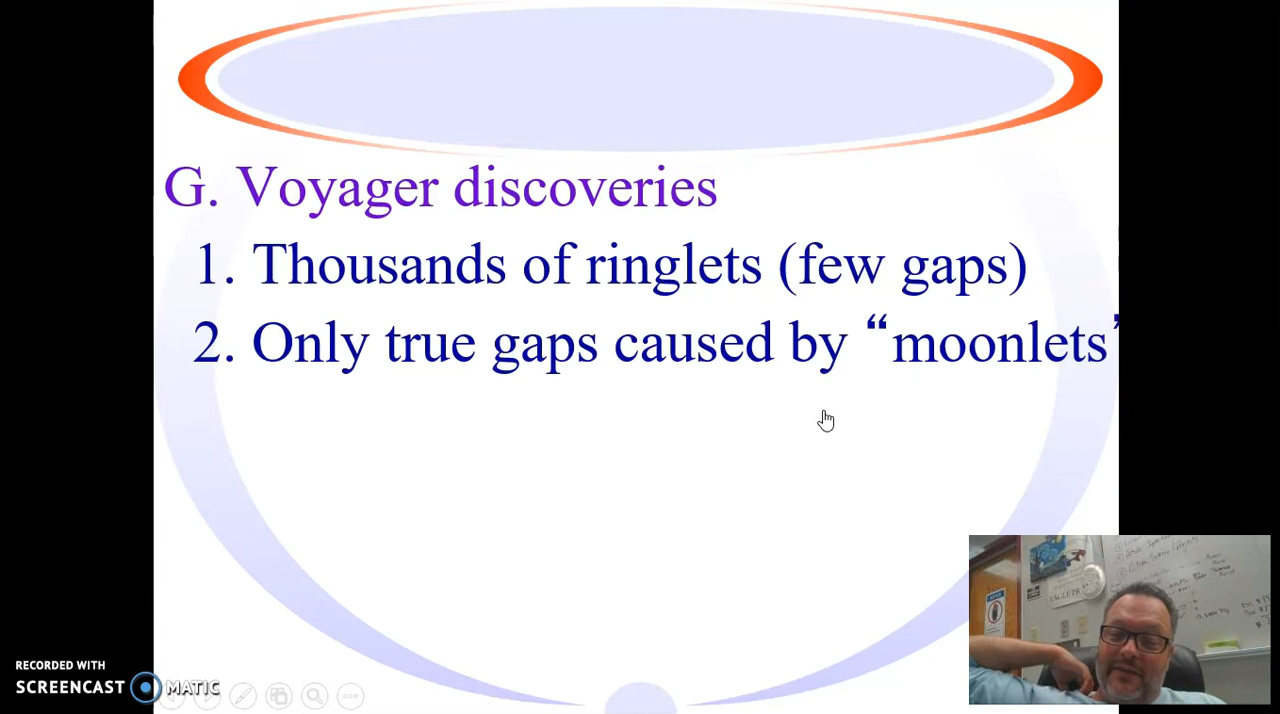 G. Voyager discoveries
1. Thousands of ringlets (few gaps)
2. Only true gaps caused by “moonlets”
RECORDED WITH
SCREENCAST MATIC